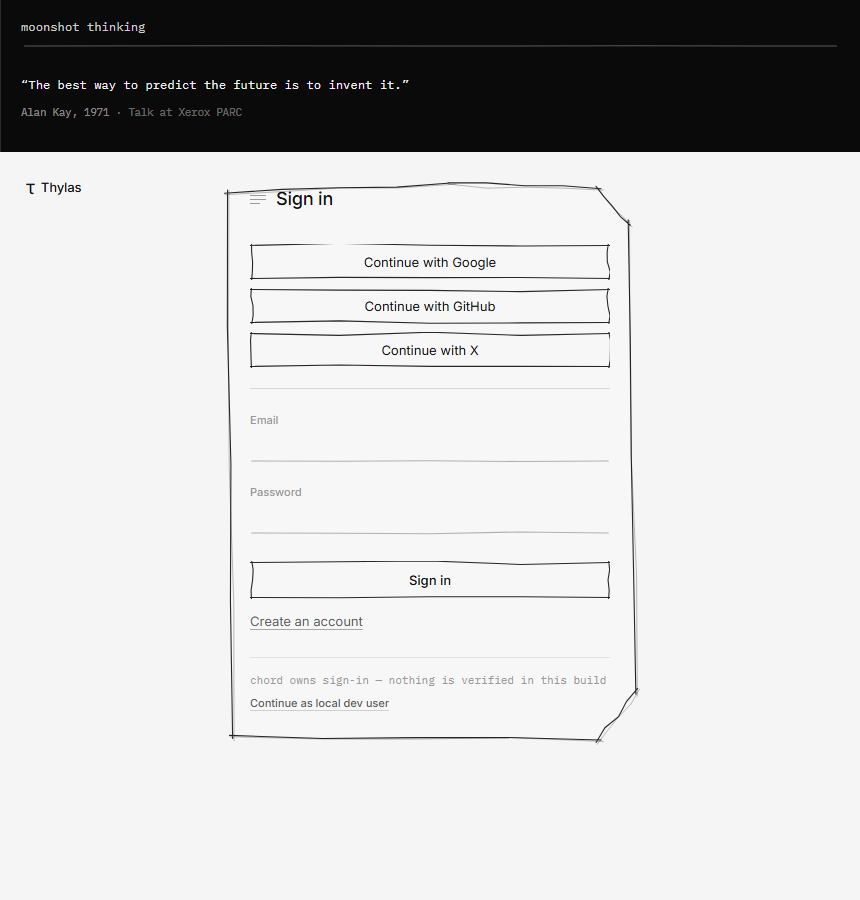 moonshot thinking
“The best way to predict the future is to invent it.”
Alan Kay, 1971 · Talk at Xerox PARC
τ Thylas
Sign in
Continue with Google
Continue with GitHub
Continue with X
Email
Password
Sign in
Create an account
chord owns sign-in — nothing is verified in this build
Continue as local dev user